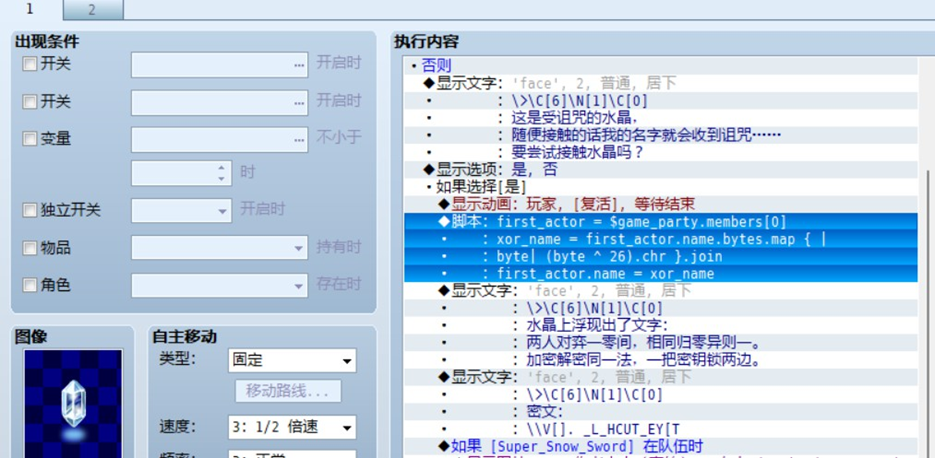 1
2
出现条件
开关
...
开启时
开关
...
开启时
变量
...
不小于
时
独立开关
开启时
物品
持有时
角色
存在时
图像
自主移动
类型:
固定
移动路线...
速度:
3: 1/2 倍速
执行内容
• 否则
◆显示文字: 'face', 2, 普通, 居下
• : \>\C[6]\N[1]\C[0]
• : 这是受诅咒的水晶,
• : 随便接触的话我的名字就会收到诅咒……
• : 要尝试接触水晶吗?
◆显示选项: 是, 否
• 如果选择[是]
◆显示动画: 玩家, [复活], 等待结束
◆脚本: first_actor = $game_party.members[0]
• : xor_name = first_actor.name.bytes.map { |
• : byte| (byte ^ 26).chr }.join
• : first_actor.name = xor_name
◆显示文字: 'face', 2, 普通, 居下
• : \>\C[6]\N[1]\C[0]
• : 水晶上浮现出了文字:
• : 两人对弈一零间, 相同归零异则一。
• : 加密解密同一法, 一把密钥锁两边。
◆显示文字: 'face', 2, 普通, 居下
• : \>\C[6]\N[1]\C[0]
• : 密文:
• : \\V[]. _L_HCUT_EY[T
◆如果 [Super_Snow_Sword] 在队伍时